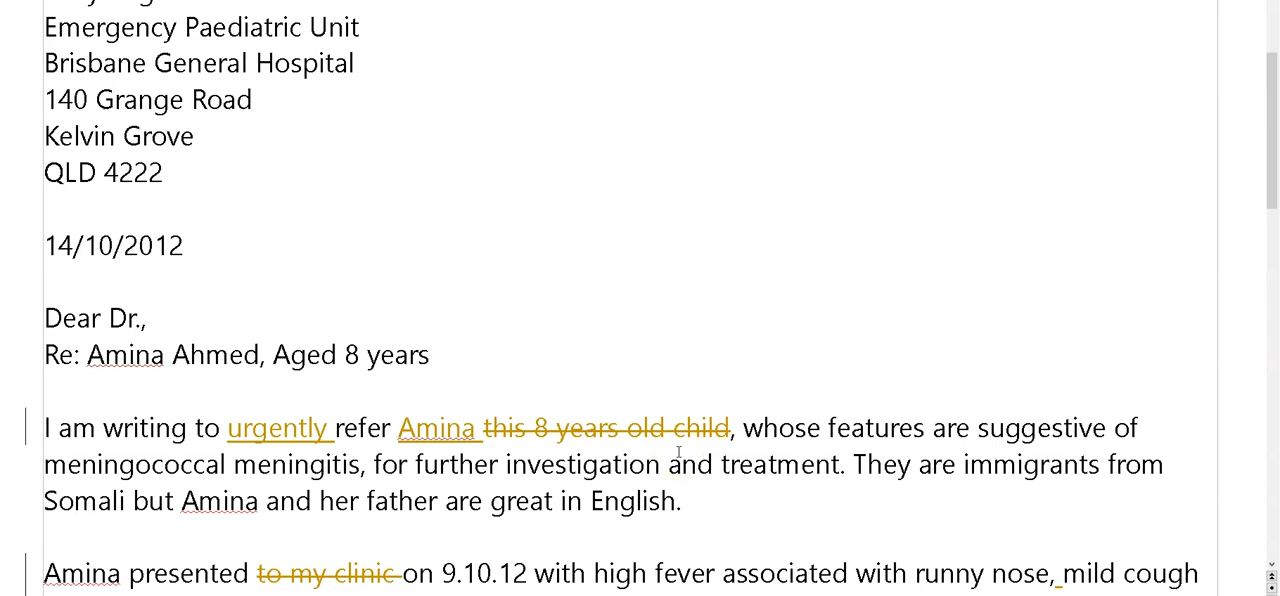 Emergency Paediatric Unit
Brisbane General Hospital
140 Grange Road
Kelvin Grove
QLD 4222
14/10/2012
Dear Dr.,
Re: Amina Ahmed, Aged 8 years
I am writing to urgently refer Amina this 8 years old child, whose features are suggestive of
meningococcal meningitis, for further investigation and treatment. They are immigrants from
Somali but Amina and her father are great in English.
Amina presented to my clinic on 9.10.12 with high fever associated with runny nose, mild cough